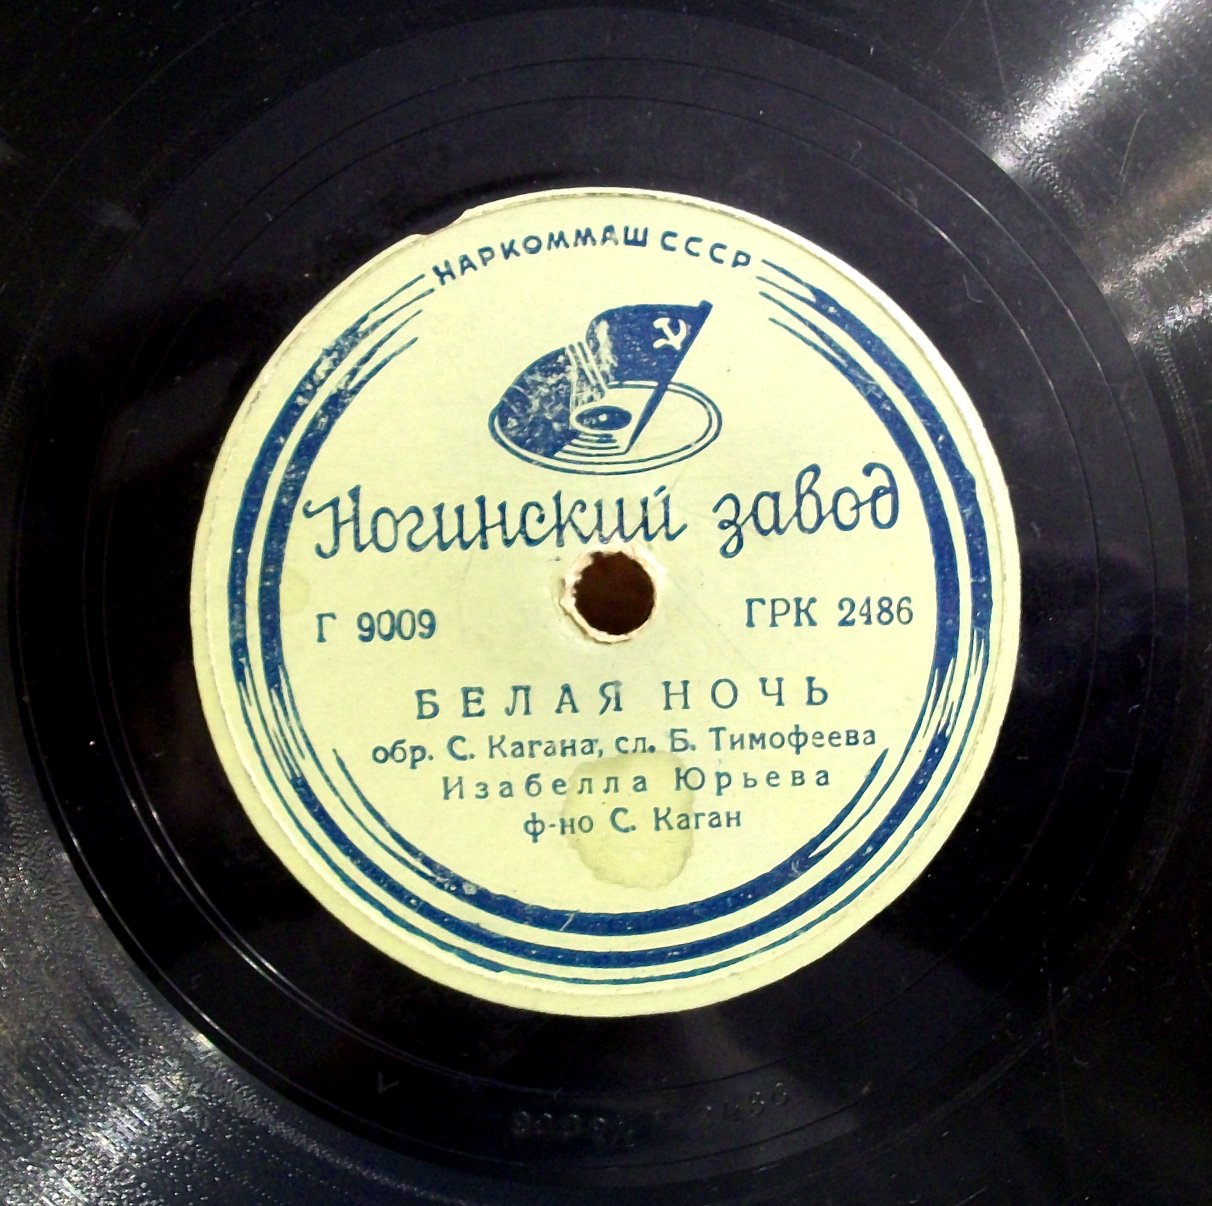 НАРКОММАШ СССР
Ногинский завод
Г 9009 ГРК 2486
БЕЛАЯ НОЧЬ
обр. С. Кагана, сл. Б. Тимофеева
Изабелла Юрьева
ф-но С. Каган